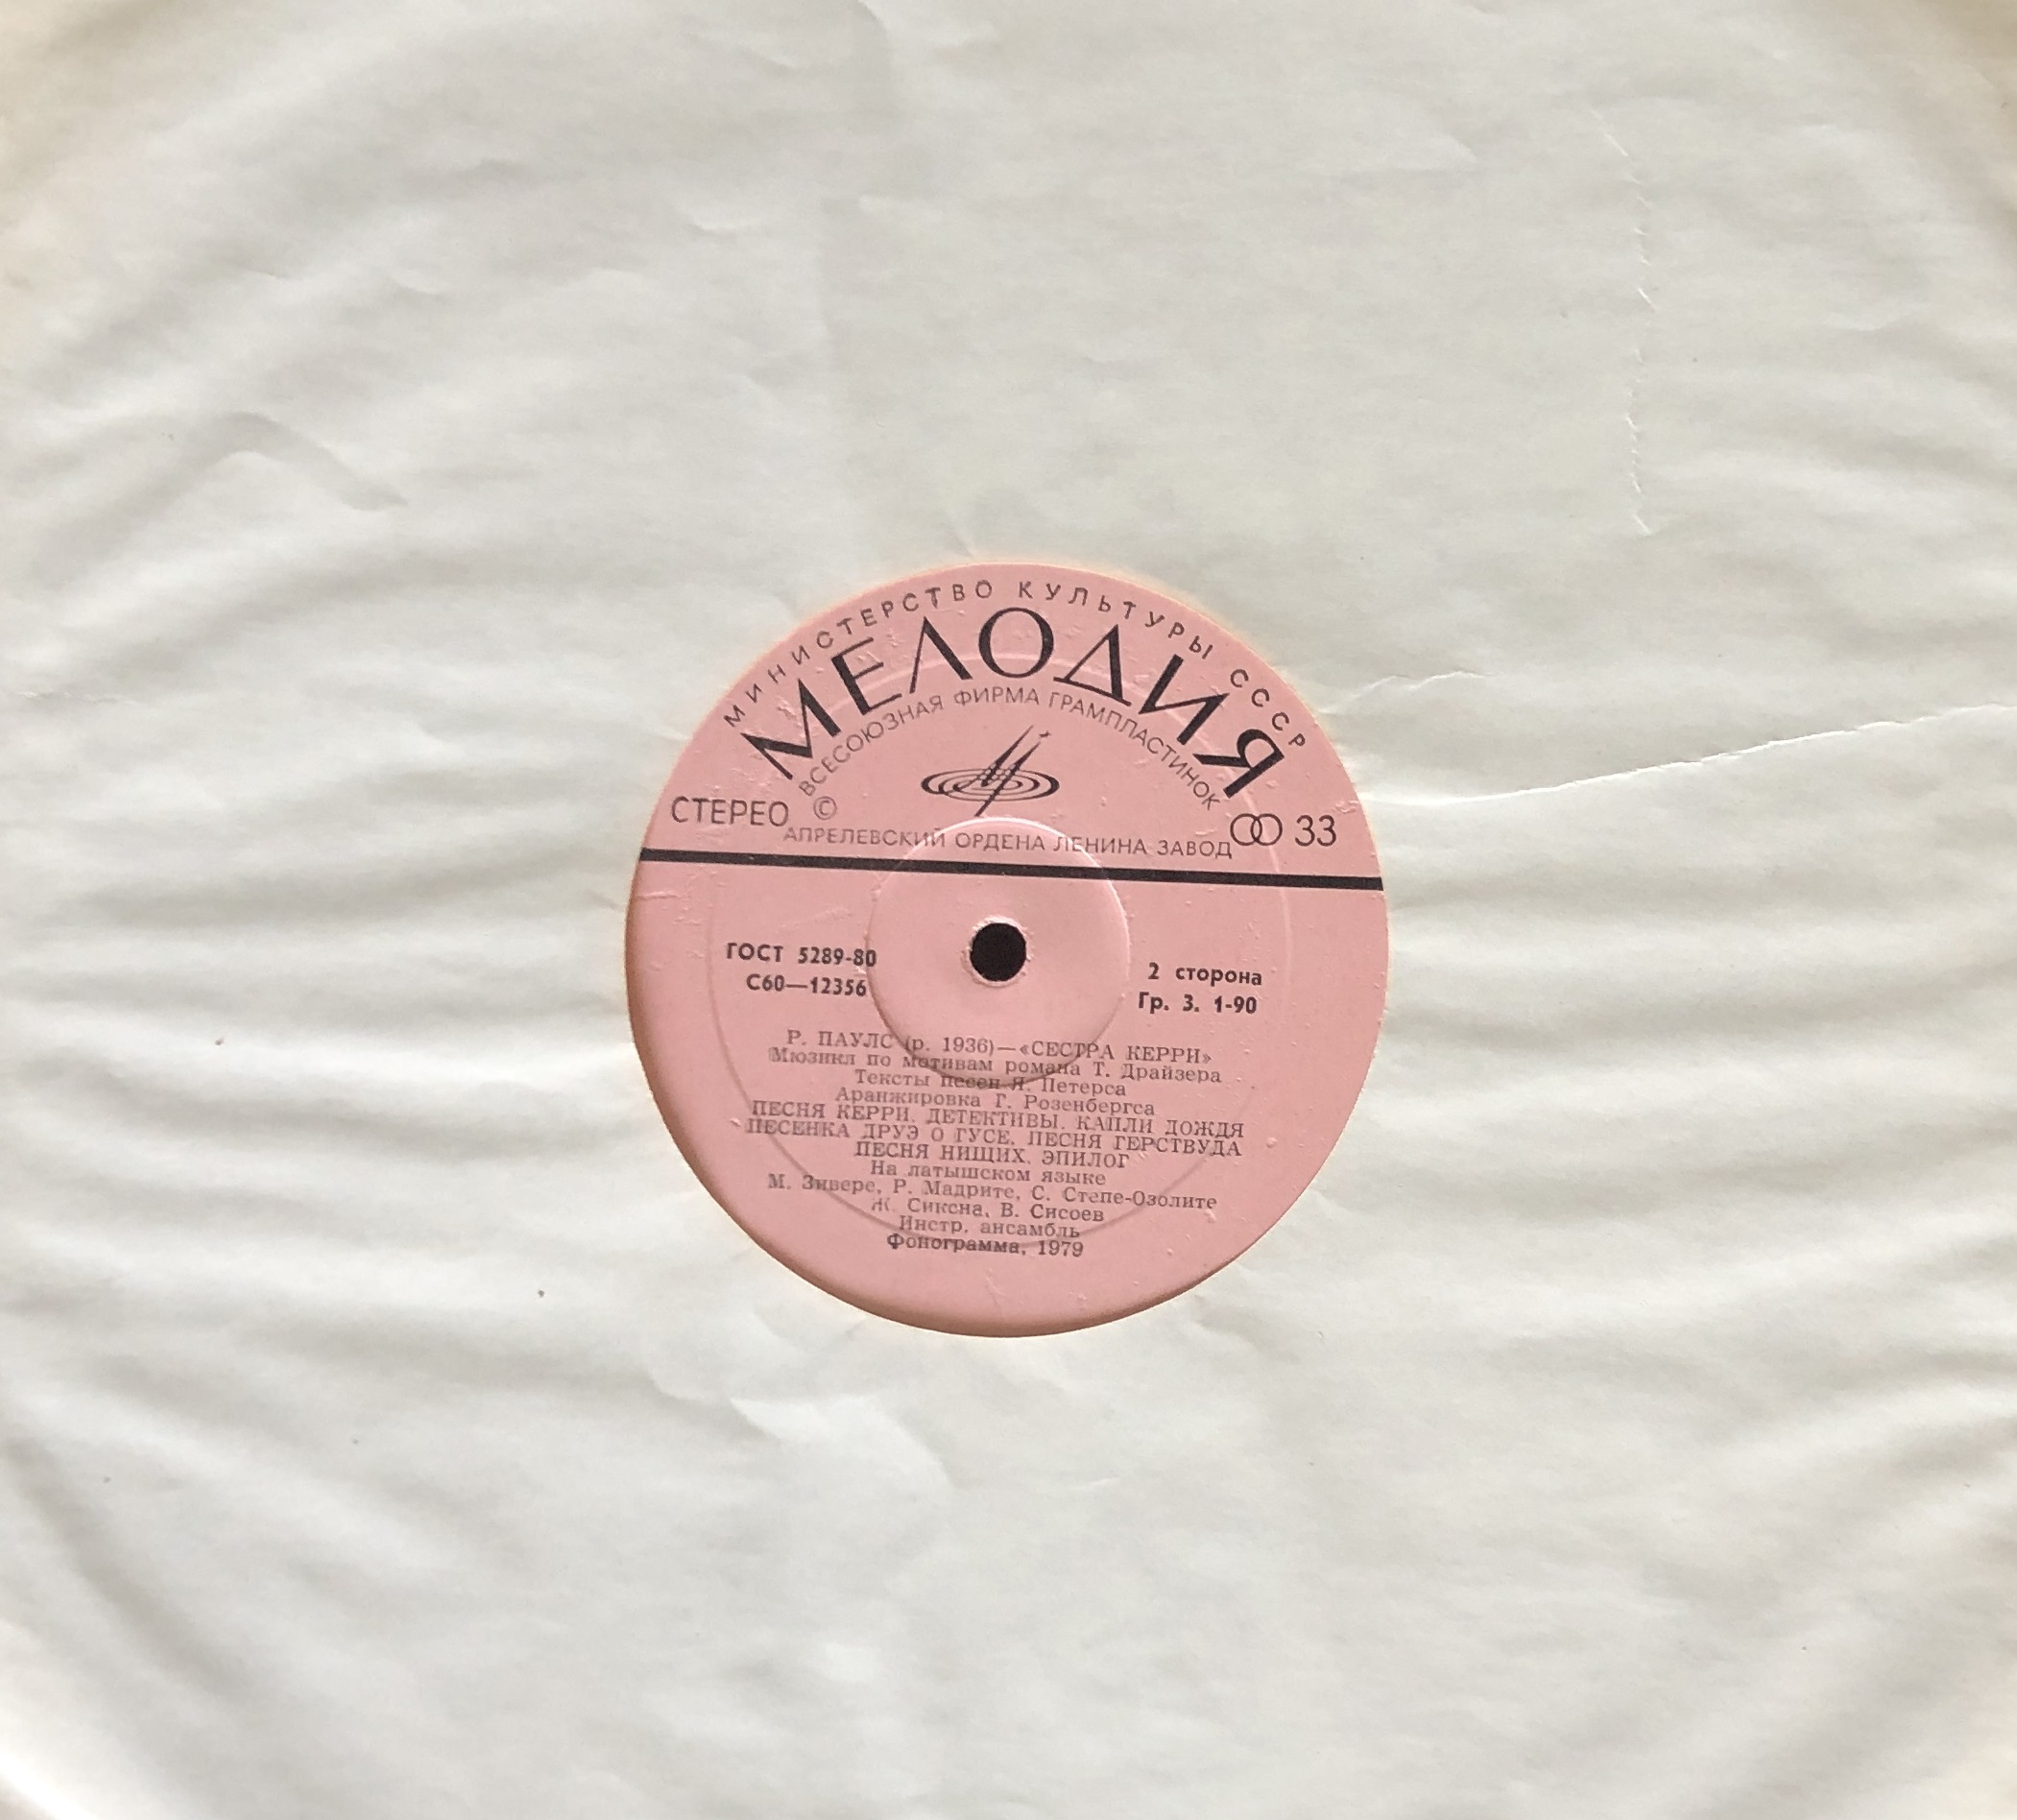 МИНИСТЕРСТВО КУЛЬТУРЫ СССР
МЕЛОДИЯ
ВСЕСОЮЗНАЯ ФИРМА ГРАМПЛАСТИНОК
СТЕРЕО ©
33
АПРЕЛЕВСКИЙ ОРДЕНА ЛЕНИНА ЗАВОД
ГОСТ 5289-80
С60—12356
2 сторона
Гр. 3. 1-90
Р. ПАУЛС (р. 1936)—«СЕСТРА КЕРРИ»
Мюзикл по мотивам романа Т. Драйзера
Тексты песен Я. Петерса
Аранжировка Г. Розенбергса
ПЕСНЯ КЕРРИ. ДЕТЕКТИВЫ. КАПЛИ ДОЖДЯ
ПЕСЕНКА ДРУЭ О ГУСЕ. ПЕСНЯ ГЕРСТВУДА
ПЕСНЯ НИЩИХ. ЭПИЛОГ
На латышском языке
М. Зивере, Р. Мадрите, С. Степе-Озолите
Ж. Сиксна, В. Сисоев
Инстр. ансамбль
Фонограмма, 1979